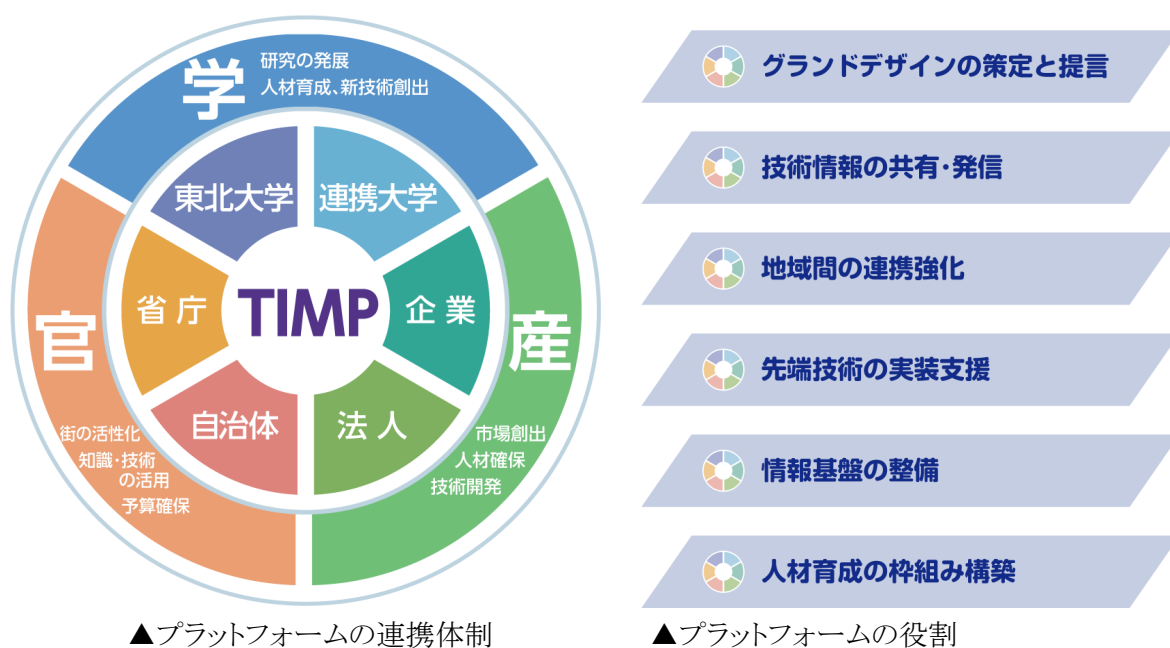 学
研究の発展
人材育成、新技術創出
東北大学
連携大学
省庁
TIMP
企業
自治体
法人
官
街の活性化
知識・技術
の活用
予算確保
産
市場創出
人材確保
技術開発
▲プラットフォームの連携体制
グランドデザインの策定と提言
技術情報の共有・発信
地域間の連携強化
先端技術の実装支援
情報基盤の整備
人材育成の枠組み構築
▲プラットフォームの役割